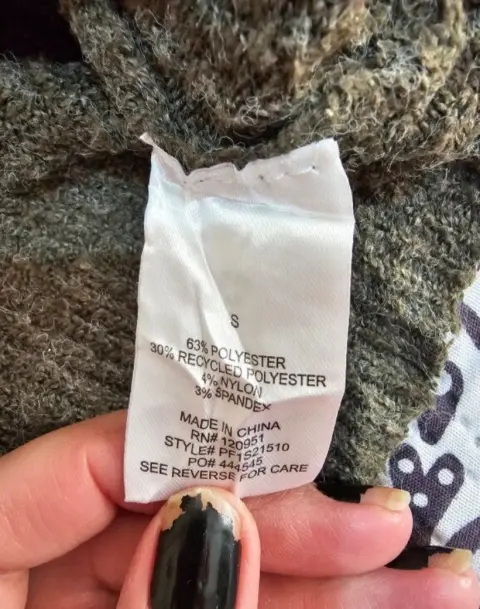 S
63% POLYESTER
30% RECYCLED POLYESTER
4% NYLON
3% SPANDEX
MADE IN CHINA
RN# 120951
STYLE# PF1S21510
PO# 444545
SEE REVERSE FOR CARE